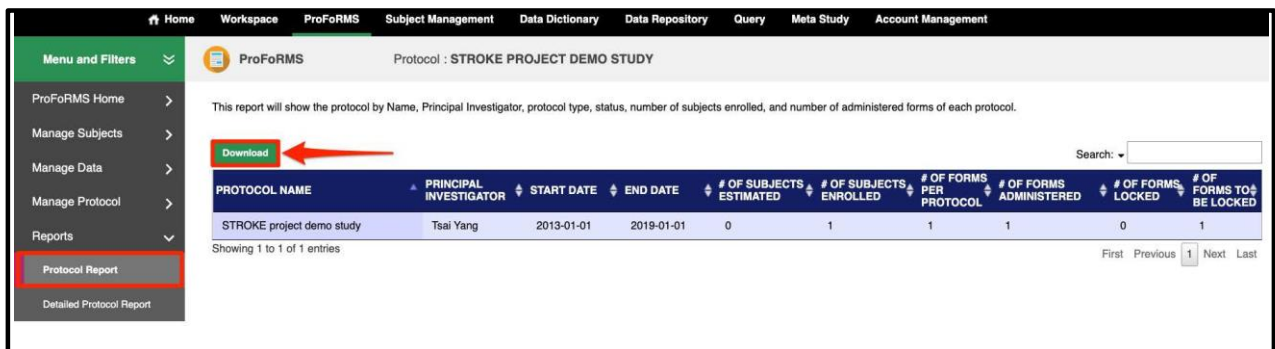 Home Workspace ProFoRMS Subject Management Data Dictionary Data Repository Query Meta Study Account Management
Menu and Filters
ProFoRMS Protocol : STROKE PROJECT DEMO STUDY
ProFoRMS Home
Manage Subjects
Manage Data
Manage Protocol
Reports
Protocol Report
Detailed Protocol Report
This report will show the protocol by Name, Principal Investigator, protocol type, status, number of subjects enrolled, and number of administered forms of each protocol.
Download
Search:
PROTOCOL NAME
PRINCIPAL
INVESTIGATOR
START DATE
END DATE
# OF SUBJECTS
ESTIMATED
# OF SUBJECTS
ENROLLED
# OF FORMS
PER
PROTOCOL
# OF FORMS
ADMINISTERED
# OF FORMS
LOCKED
# OF
FORMS TO
BE LOCKED
STROKE project demo study Tsai Yang 2013-01-01 2019-01-01 0 1 1 1 0 1
Showing 1 to 1 of 1 entries
First Previous 1 Next Last